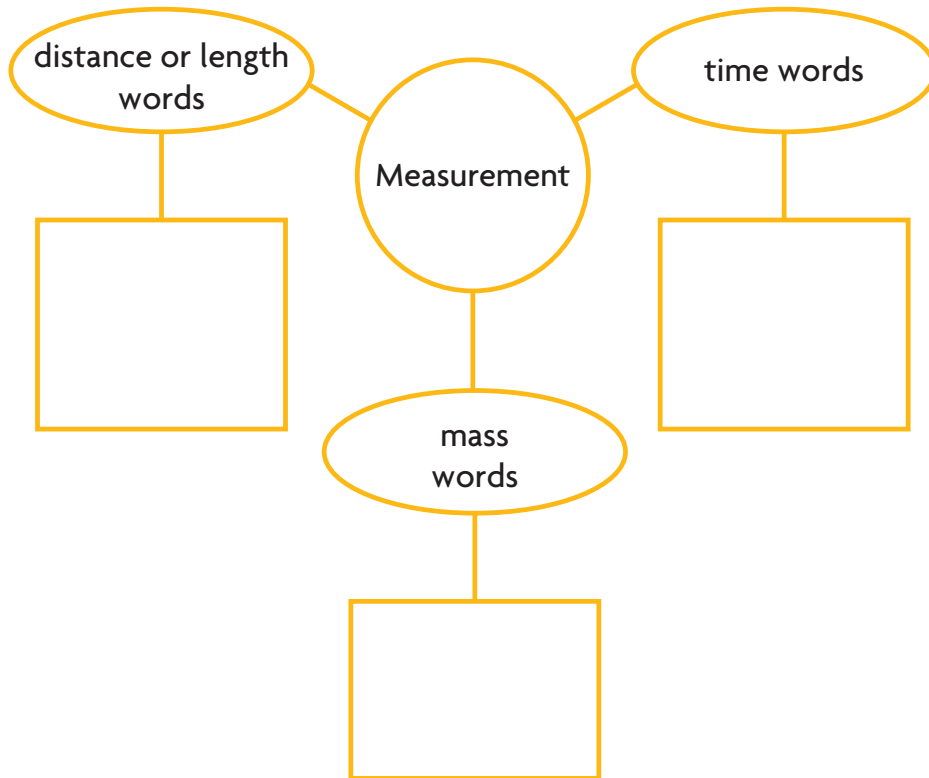 distance or length
words
Measurement
time words
mass
words